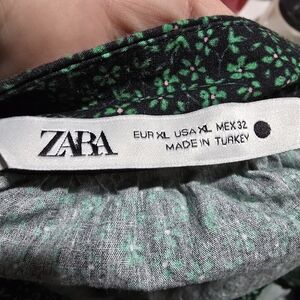 ZARA
EUR XL USA XL MEX 32
MADE IN TURKEY